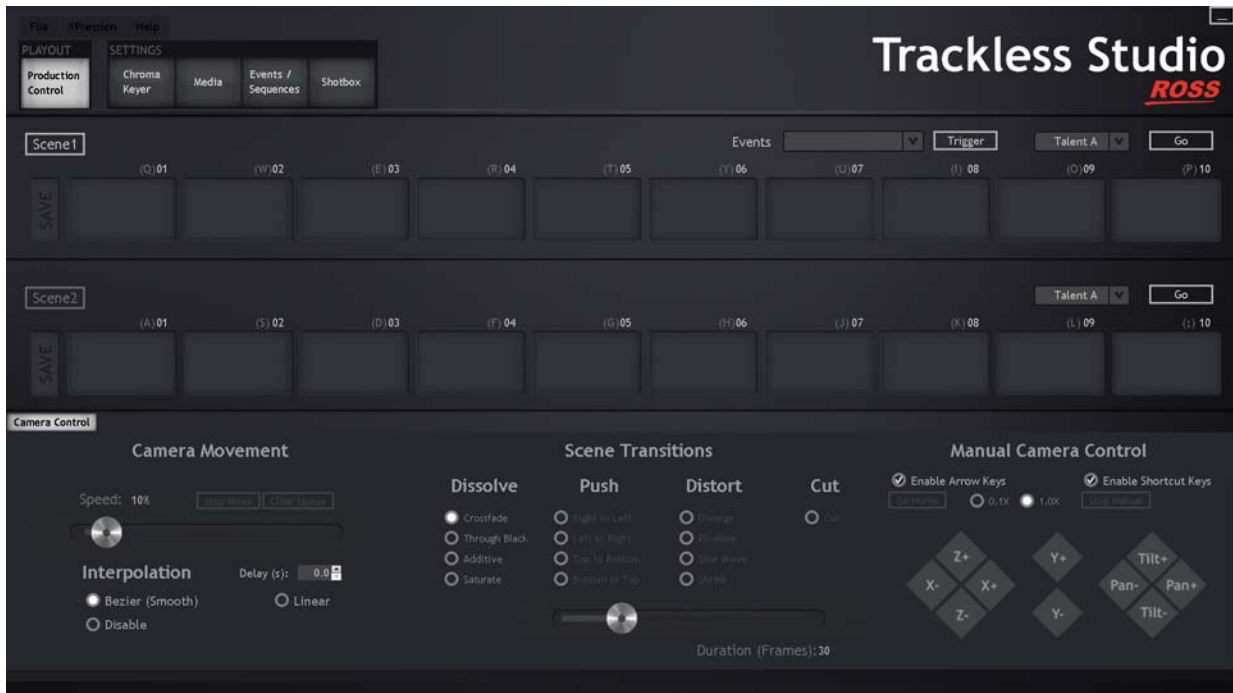 File XPression Help
PLAYOUT SETTINGS
Production Control
Chroma Keyer
Media
Events / Sequences
Shotbox
Trackless Studio
ROSS
Scene1
Events
Trigger
Talent A
Go
(Q)01 (W)02 (E)03 (R)04 (T)05 (Y)06 (U)07 (I)08 (O)09 (P)10
SAVE
Scene2
Talent A
Go
(A)01 (S)02 (D)03 (F)04 (G)05 (H)06 (J)07 (K)08 (L)09 (;)10
SAVE
Camera Control
Camera Movement
Speed: 10% Stop Move Clear Queue
Interpolation Delay (s): 0.0
Bezier (Smooth) Linear
Disable
Scene Transitions
Dissolve Push Distort Cut
Crossfade Right to Left Diverge Cut
Through Black Left to Right Pixelate
Additive Top to Bottom Sine Wave
Saturate Bottom to Top Shrink
Duration (Frames):30
Manual Camera Control
Enable Arrow Keys Enable Shortcut Keys
Go Home 0.1X 1.0X Stop Manual
Z+ Y+ Tilt+
X- X+ Pan- Pan+
Z- Y- Tilt-